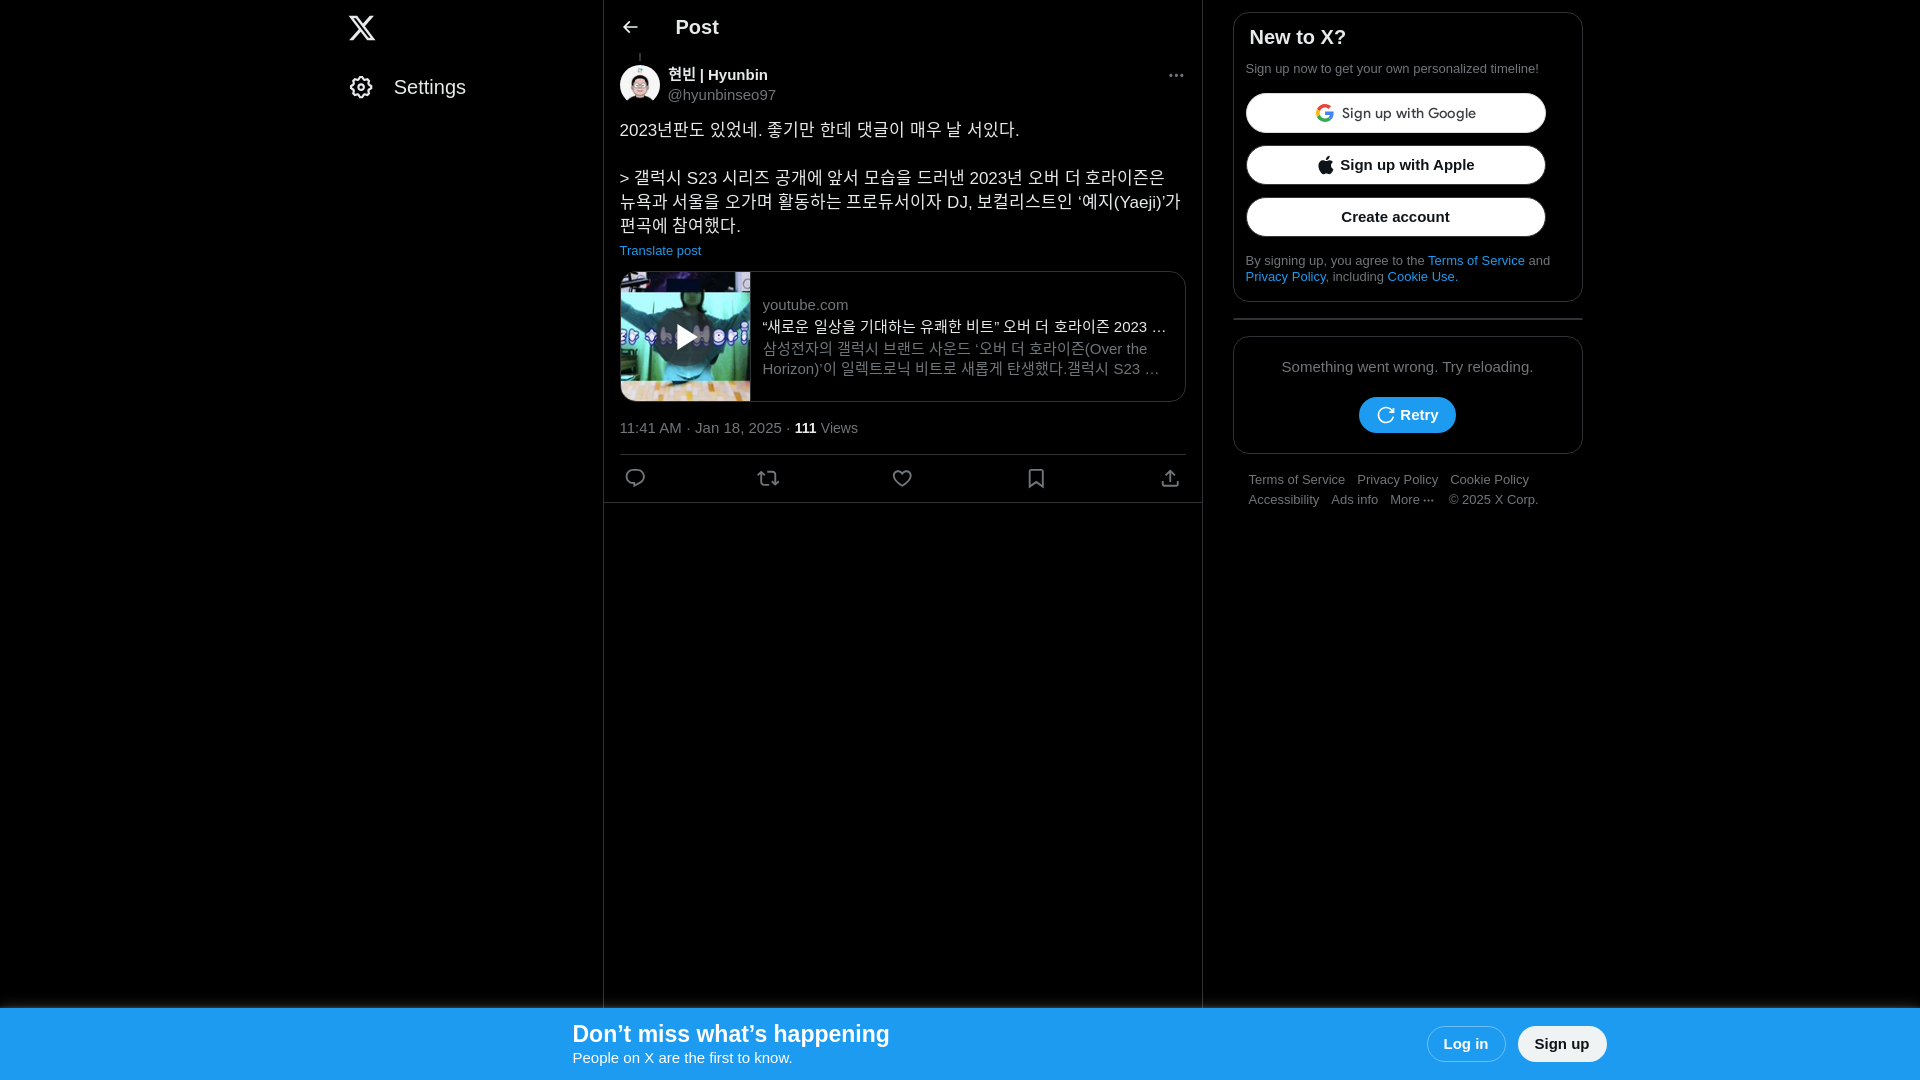 Settings
Post
현빈 | Hyunbin
@hyunbinseo97
2023년판도 있었네. 좋기만 한데 댓글이 매우 날 서있다.
> 갤럭시 S23 시리즈 공개에 앞서 모습을 드러낸 2023년 오버 더 호라이즌은
뉴욕과 서울을 오가며 활동하는 프로듀서이자 DJ, 보컬리스트인 ‘예지(Yaeji)’가
편곡에 참여했다.
Translate post
youtube.com
“새로운 일상을 기대하는 유쾌한 비트” 오버 더 호라이즌 2023 …
삼성전자의 갤럭시 브랜드 사운드 ‘오버 더 호라이즌(Over the
Horizon)’이 일렉트로닉 비트로 새롭게 탄생했다.갤럭시 S23 …
11:41 AM · Jan 18, 2025 · 111 Views
New to X?
Sign up now to get your own personalized timeline!
Sign up with Google
Sign up with Apple
Create account
By signing up, you agree to the Terms of Service and
Privacy Policy, including Cookie Use.
Something went wrong. Try reloading.
Retry
Terms of Service Privacy Policy Cookie Policy
Accessibility Ads info More ··· © 2025 X Corp.
Don’t miss what’s happening
People on X are the first to know.
Log in
Sign up